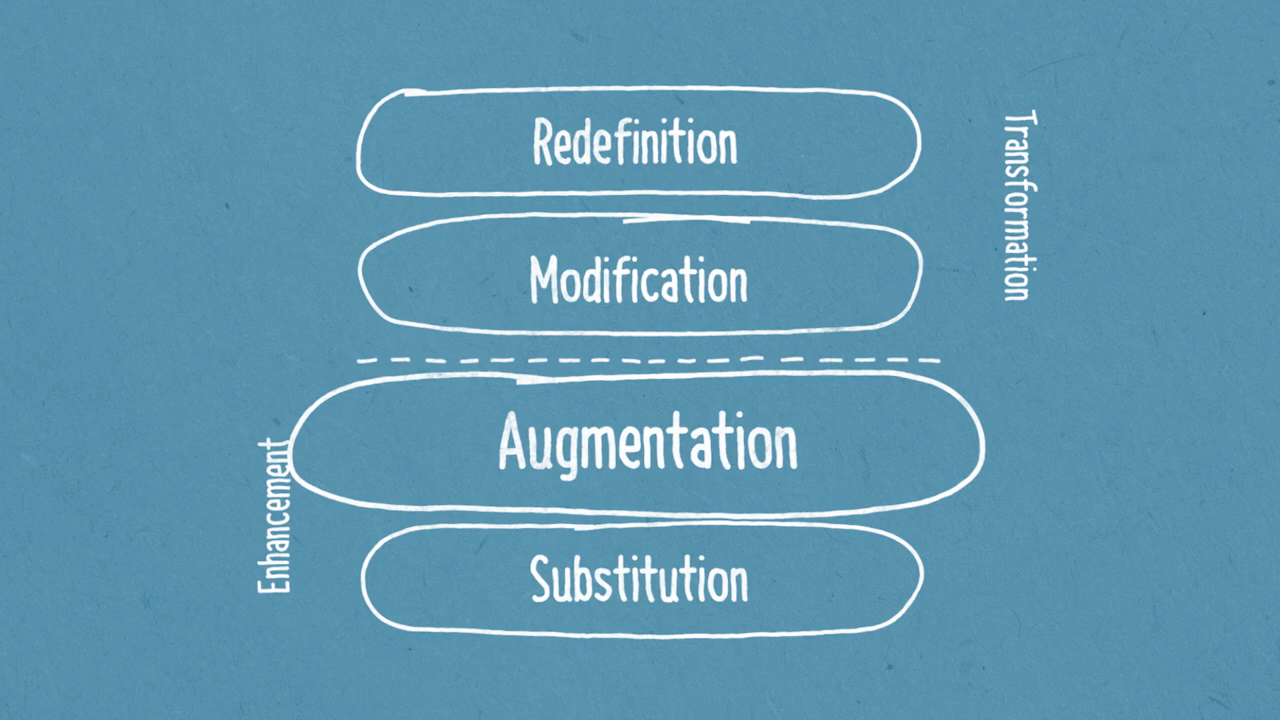 Redefinition
Transformation
Modification
Augmentation
Enhancement
Substitution